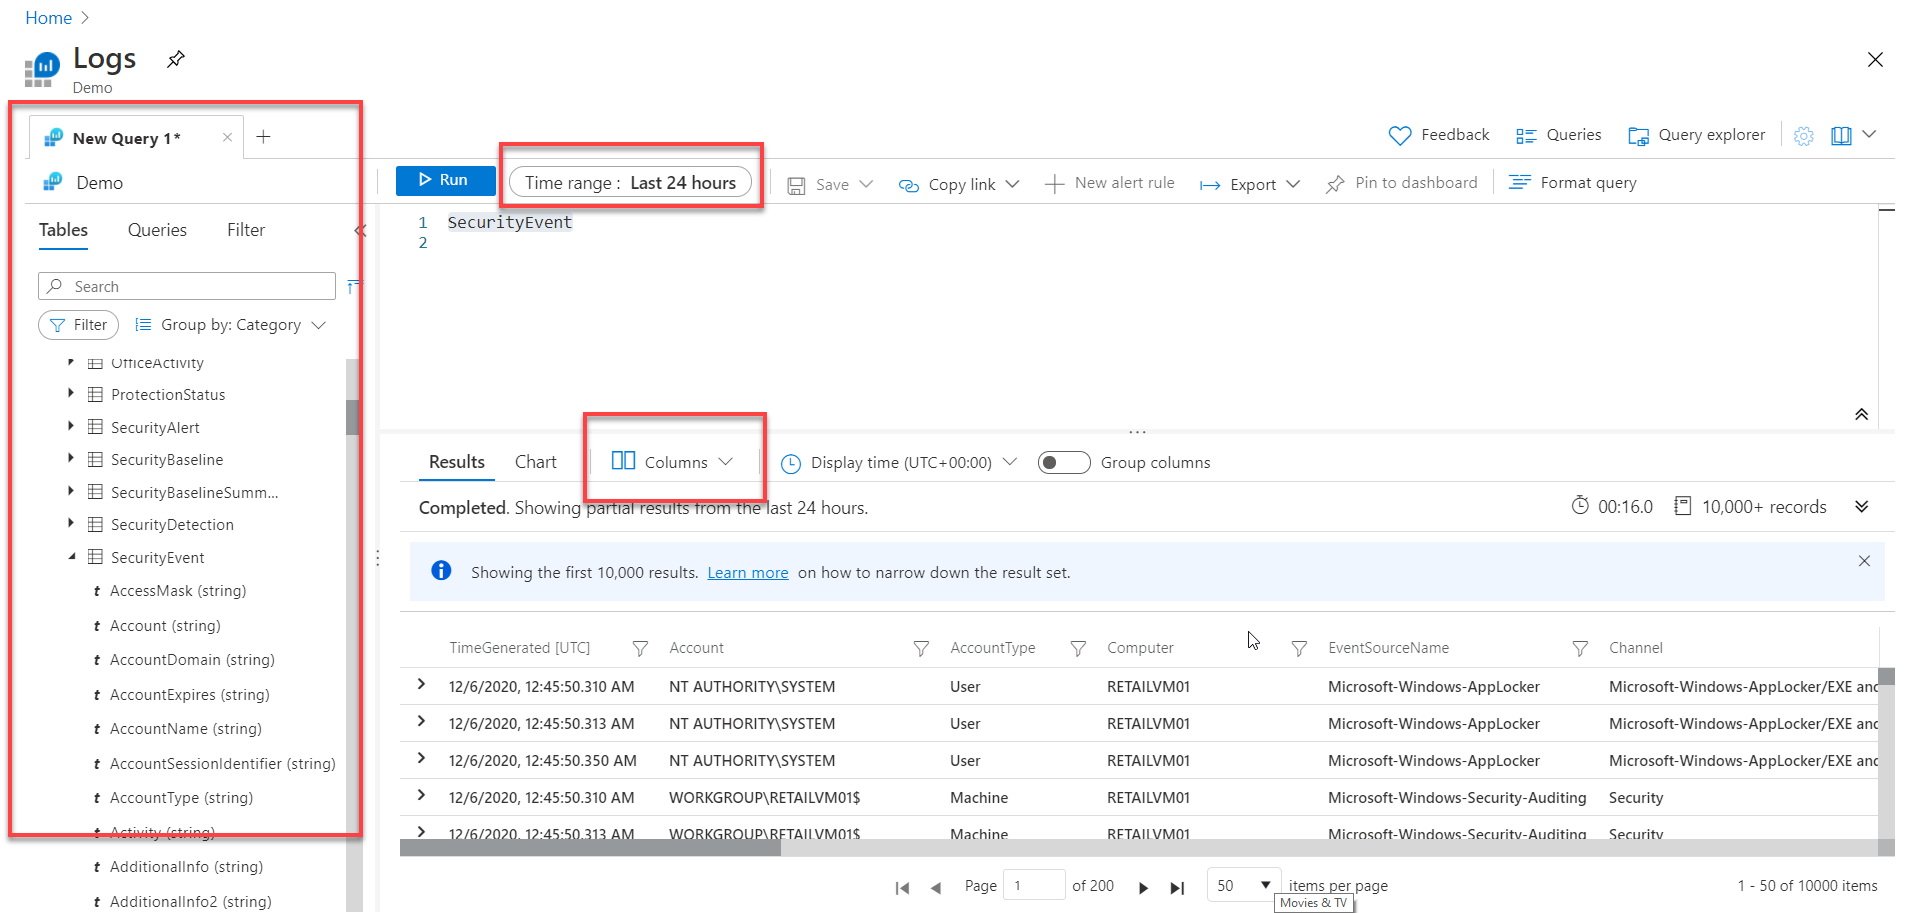 Home
Logs
Demo
New Query 1*
Feedback
Queries
Query explorer
Demo
Run
Time range : Last 24 hours
Save
Copy link
New alert rule
Export
Pin to dashboard
Format query
Tables
Queries
Filter
1 SecurityEvent
2
Search
Filter
Group by: Category
OfficeActivity
ProtectionStatus
SecurityAlert
SecurityBaseline
SecurityBaselineSumm...
SecurityDetection
SecurityEvent
t AccessMask (string)
t Account (string)
t AccountDomain (string)
t AccountExpires (string)
t AccountName (string)
t AccountSessionIdentifier (string)
t AccountType (string)
t Activity (string)
t AdditionalInfo (string)
t AdditionalInfo2 (string)
Results
Chart
Columns
Display time (UTC+00:00)
Group columns
Completed. Showing partial results from the last 24 hours.
00:16.0
10,000+ records
Showing the first 10,000 results. Learn more on how to narrow down the result set.
TimeGenerated [UTC] Account AccountType Computer EventSourceName Channel
12/6/2020, 12:45:50.310 AM NT AUTHORITY\SYSTEM User RETAILVM01 Microsoft-Windows-AppLocker Microsoft-Windows-AppLocker/EXE and
12/6/2020, 12:45:50.313 AM NT AUTHORITY\SYSTEM User RETAILVM01 Microsoft-Windows-AppLocker Microsoft-Windows-AppLocker/EXE and
12/6/2020, 12:45:50.350 AM NT AUTHORITY\SYSTEM User RETAILVM01 Microsoft-Windows-AppLocker Microsoft-Windows-AppLocker/EXE and
12/6/2020, 12:45:50.310 AM WORKGROUP\RETAILVM01$ Machine RETAILVM01 Microsoft-Windows-Security-Auditing Security
12/6/2020, 12:45:50.313 AM WORKGROUP\RETAILVM01$ Machine RETAILVM01 Microsoft-Windows-Security-Auditing Security
Page 1 of 200
50 items per page
1 - 50 of 10000 items
Movies & TV